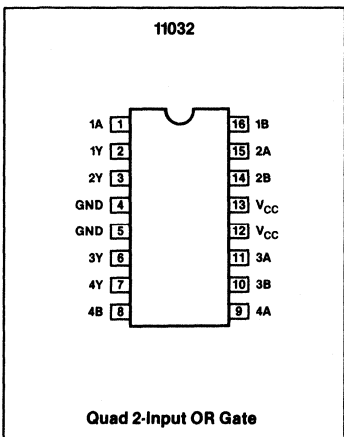 11032
1A 1 16 1B
1Y 2 15 2A
2Y 3 14 2B
GND 4 13 VCC
GND 5 12 VCC
3Y 6 11 3A
4Y 7 10 3B
4B 8 9 4A
Quad 2-Input OR Gate